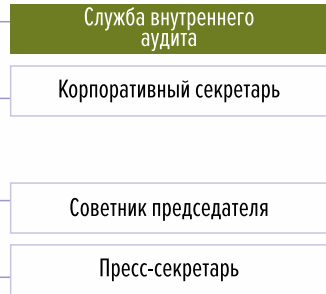 Служба внутреннего
аудита
Корпоративный секретарь
Советник председателя
Пресс-секретарь